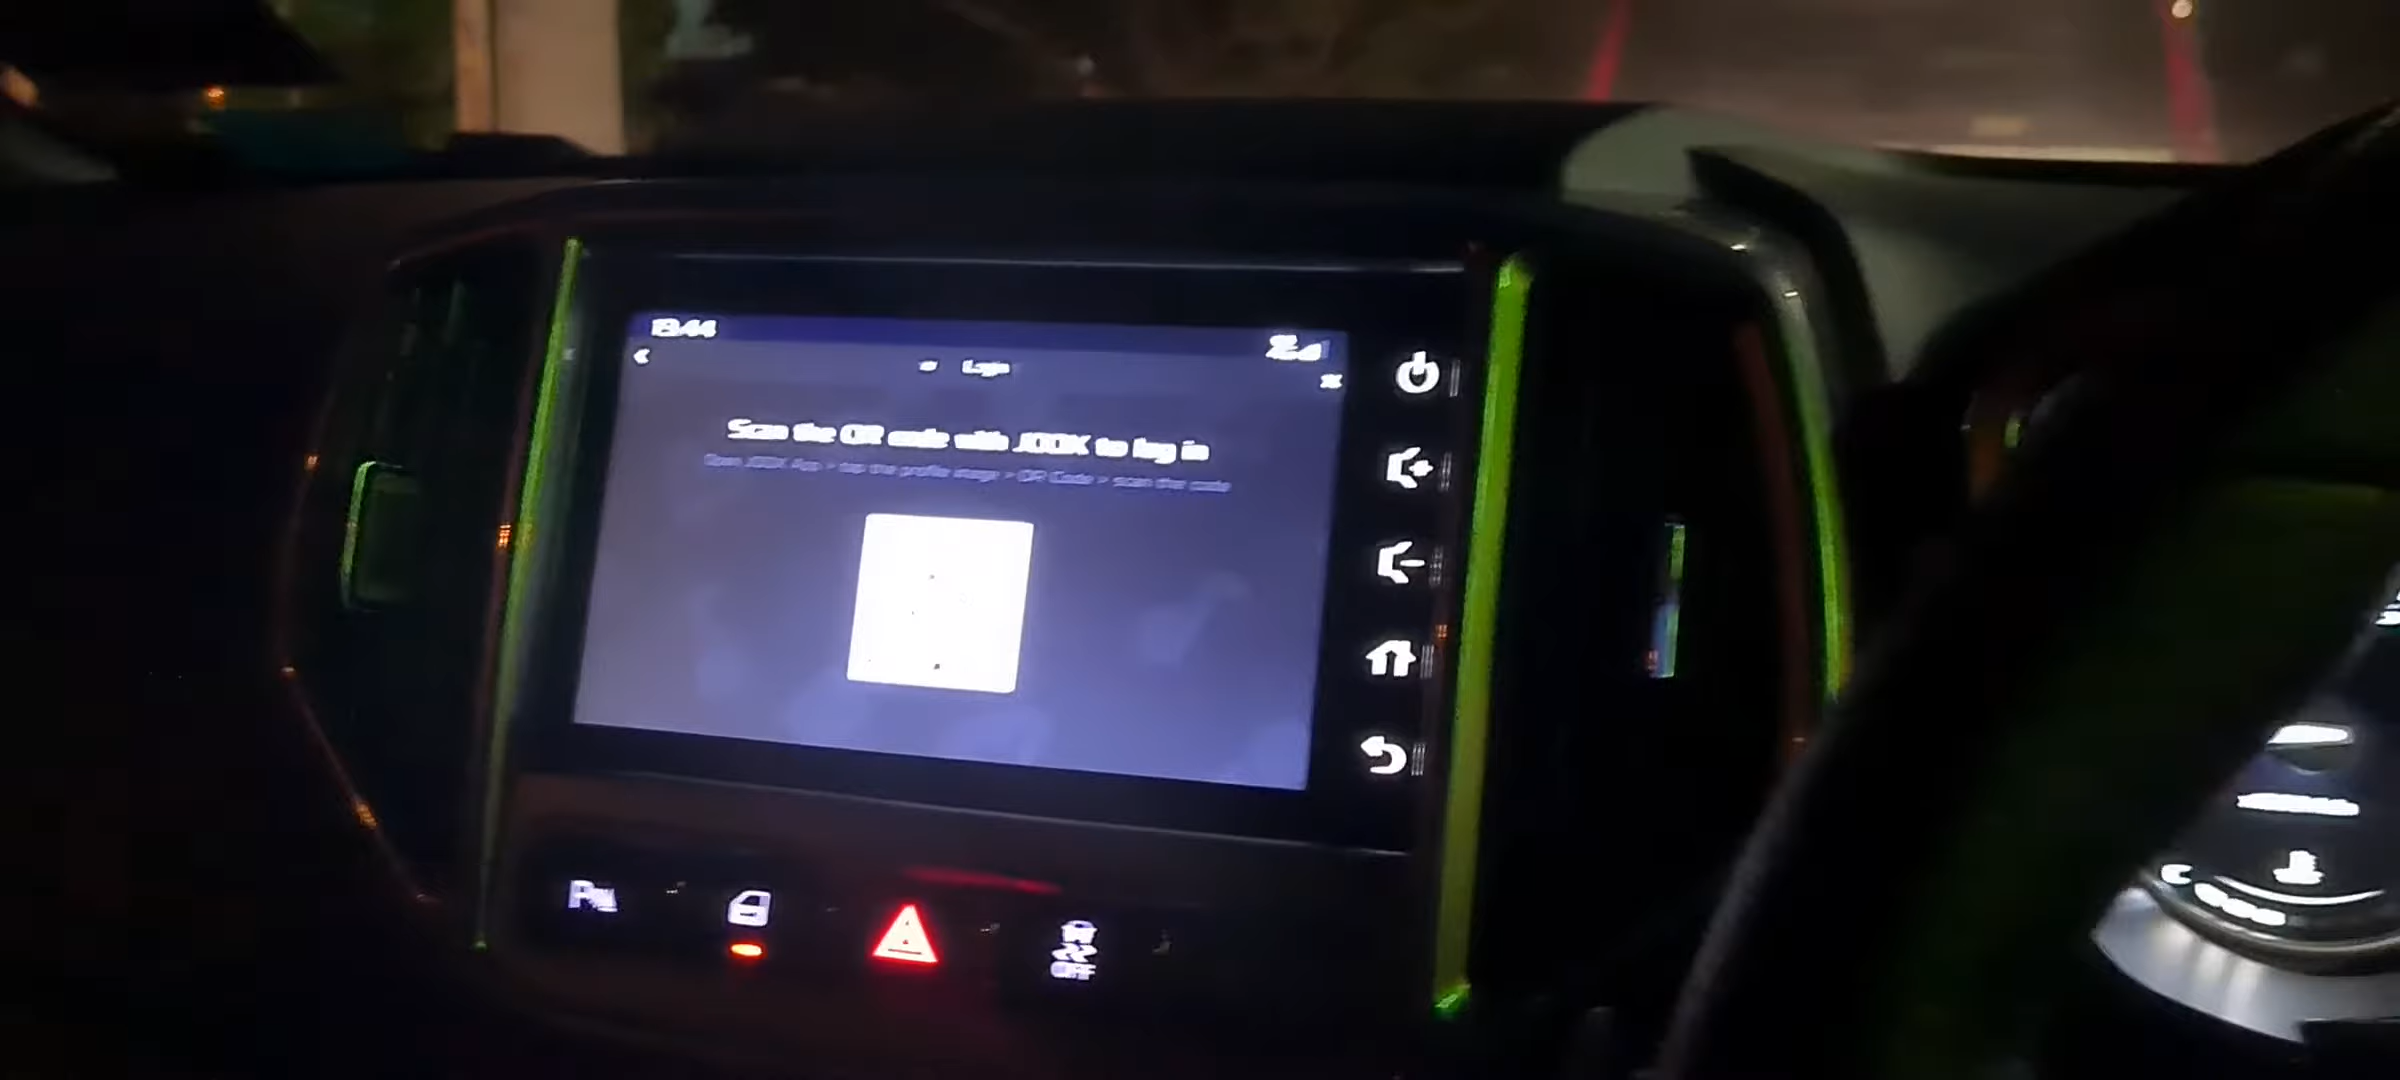 Login
Scan the QR code with JOOX to log in
Open JOOX App > tap the profile image > QR Code > scan the code
OFF